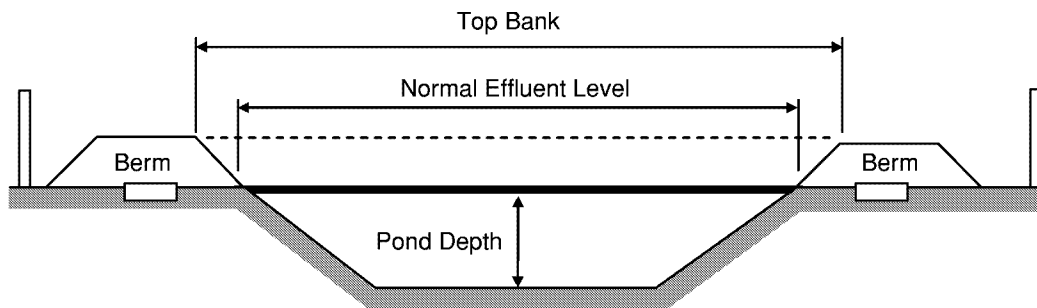 Top Bank
Normal Effluent Level
Berm
Berm
Pond Depth